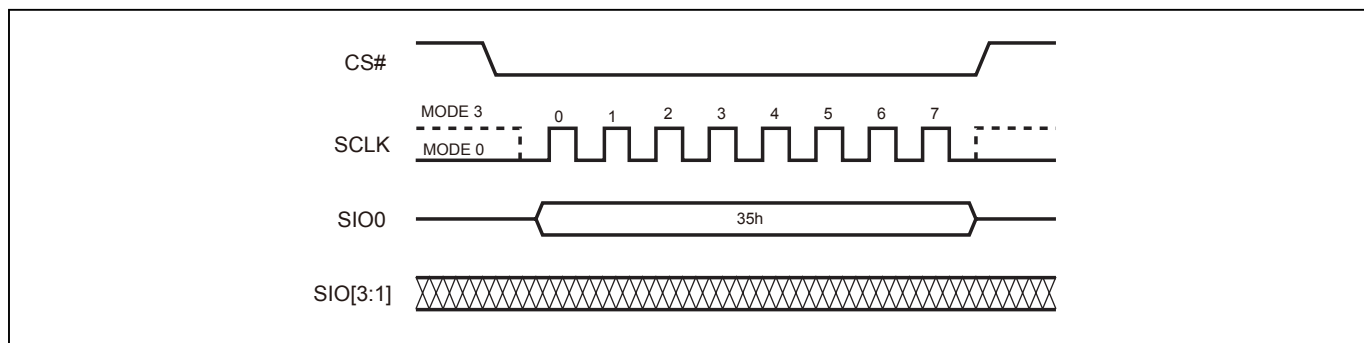 CS#
MODE 3
0 1 2 3 4 5 6 7
SCLK
MODE 0
SIO0
35h
SIO[3:1]